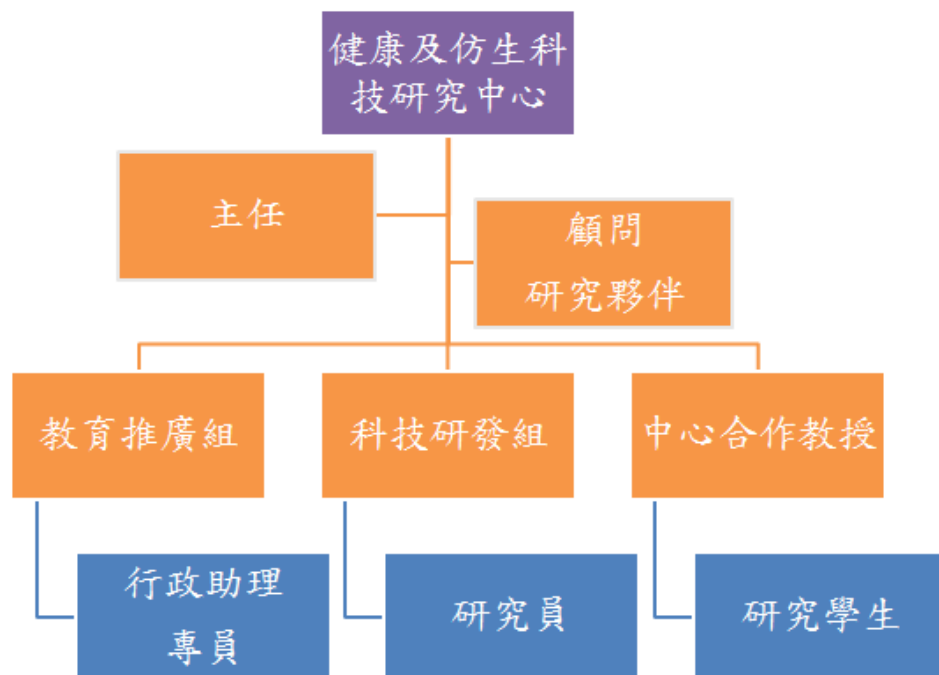 健康及仿生科
技研究中心
主任
顧問
研究夥伴
教育推廣組
科技研發組
中心合作教授
行政助理
專員
研究員
研究學生